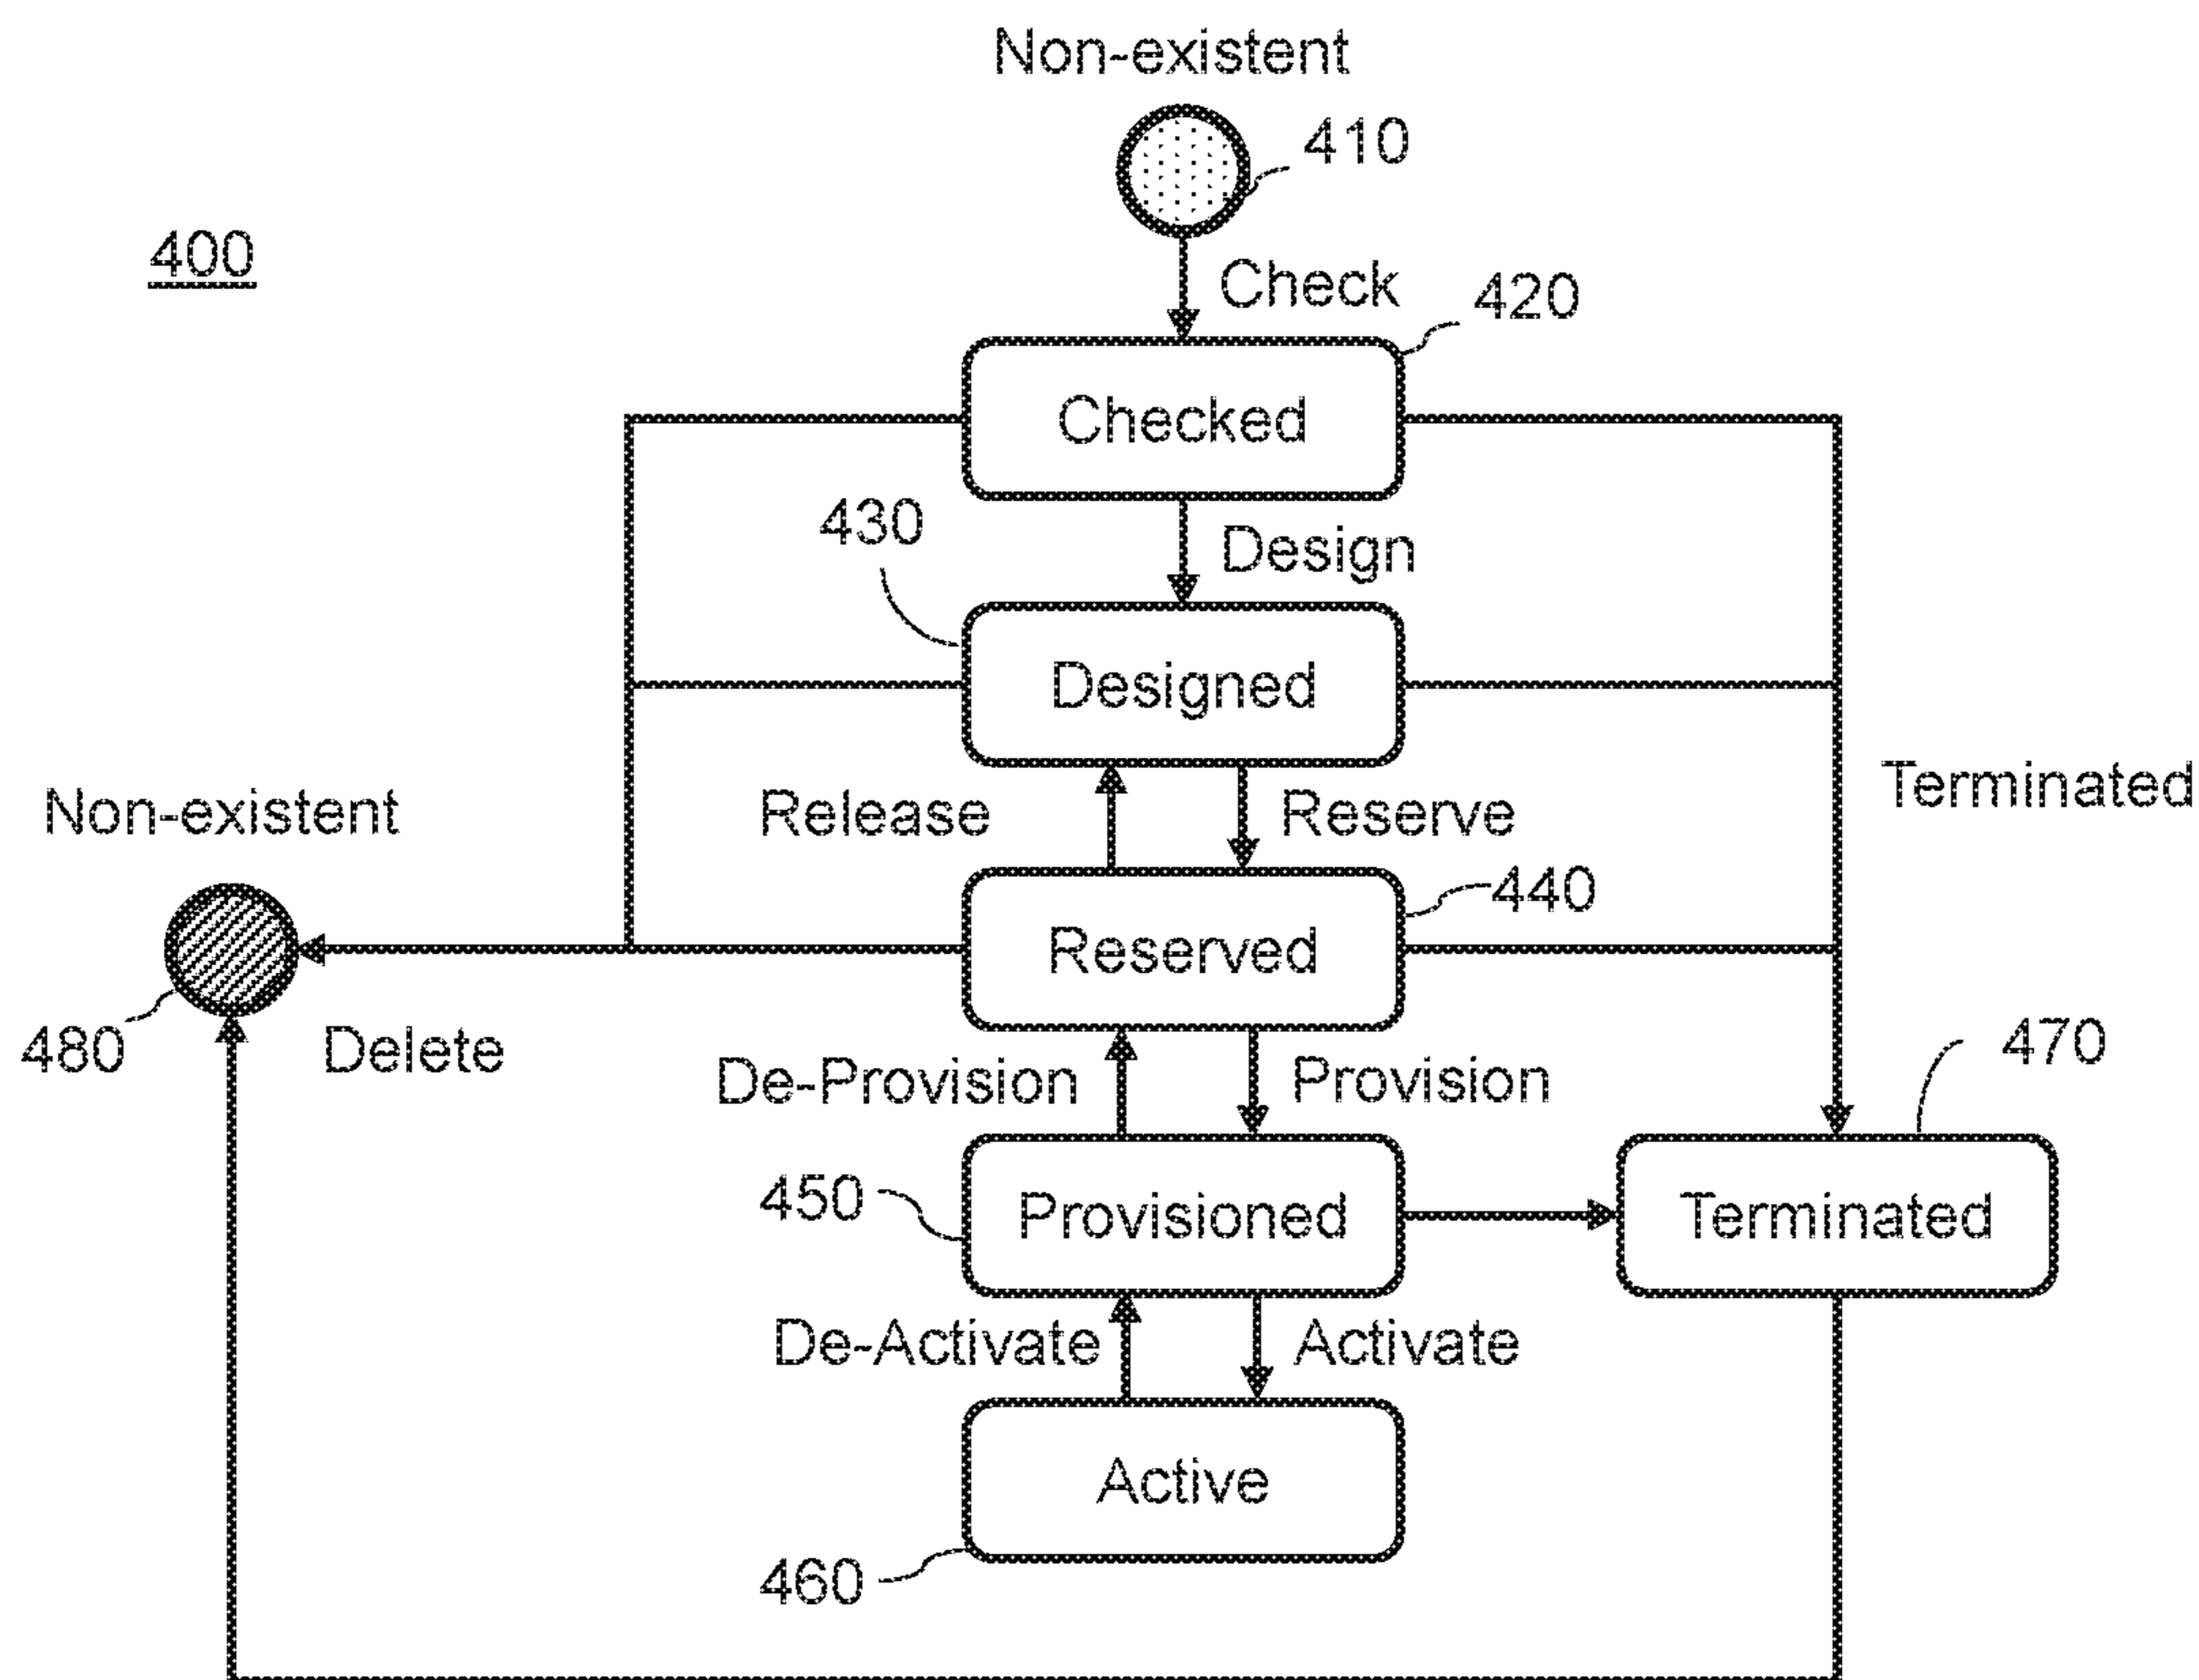 Non-existent
410
400
Check
420
Checked
430
Design
Designed
Non-existent
Release
Reserve
Terminated
440
Reserved
480
Delete
De-Provision
Provision
470
450
Provisioned
Terminated
De-Activate
Activate
Active
460